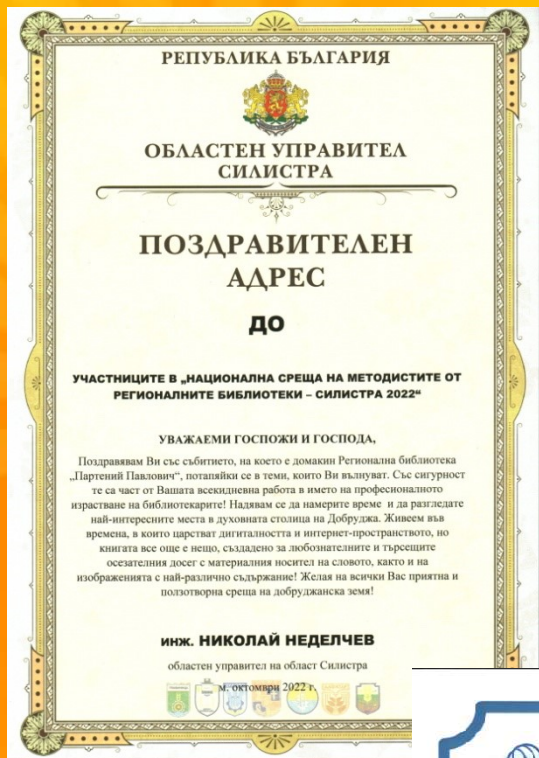 РЕПУБЛИКА БЪЛГАРИЯ
ОБЛАСТЕН УПРАВИТЕЛ
СИЛИСТРА
ПОЗДРАВИТЕЛЕН
АДРЕС
ДО
УЧАСТНИЦИТЕ В „НАЦИОНАЛНА СРЕЩА НА МЕТОДИСТИТЕ ОТ
РЕГИОНАЛНИТЕ БИБЛИОТЕКИ – СИЛИСТРА 2022“
УВАЖАЕМИ ГОСПОЖИ И ГОСПОДА,
Поздравявам Ви със събитието, на което е домакин Регионална библиотека
„Партений Павлович“, потапяйки се в теми, които Ви вълнуват. Със сигурност
те са част от Вашата всекидневна работа в името на професионалното
израстване на библиотекарите! Надявам се да намерите време и да разгледате
най-интересните места в духовната столица на Добруджа. Живеем във
времена, в които царстват дигиталността и интернет-пространството, но
книгата все още е нещо, създадено за любознателните и търсещите
осезателния досег с материалния носител на словото, както и на
изображенията с най-различно съдържание! Желая на всички Вас приятна и
ползотворна среща на добруджанска земя!
инж. НИКОЛАЙ НЕДЕЛЧЕВ
областен управител на област Силистра
м. октомври 2022 г.